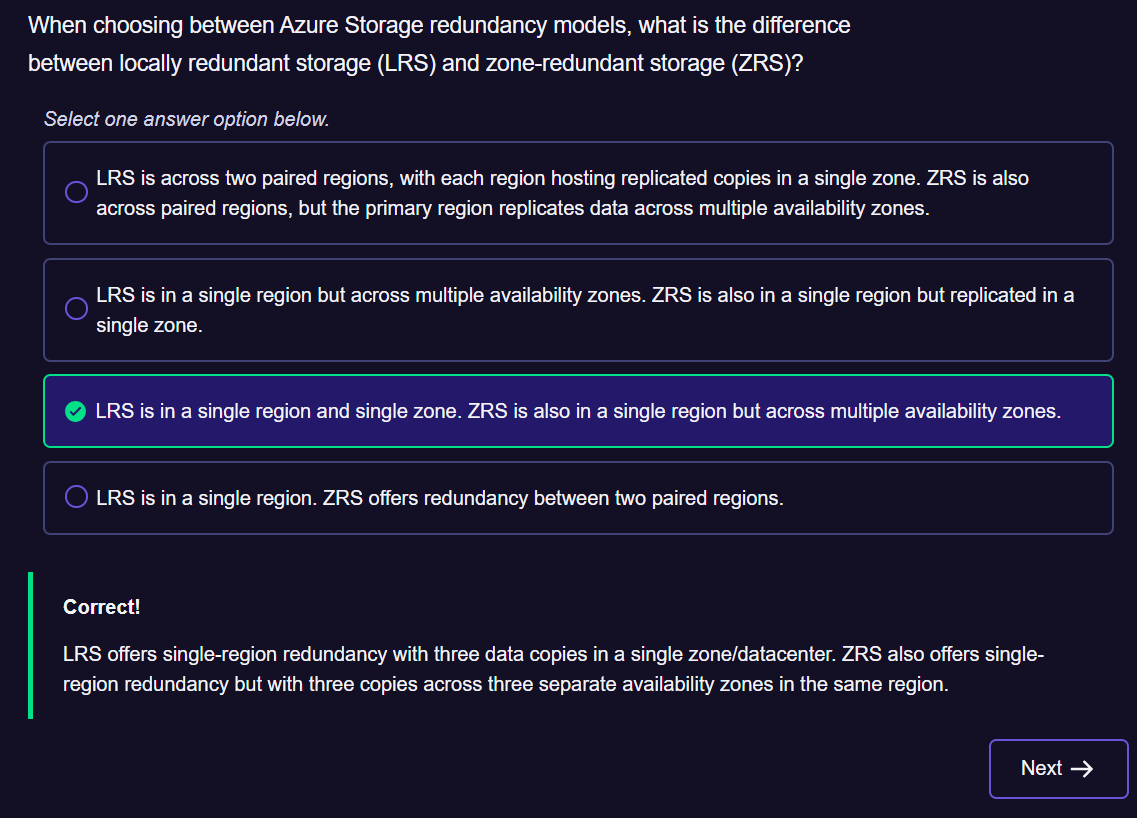 When choosing between Azure Storage redundancy models, what is the difference
between locally redundant storage (LRS) and zone-redundant storage (ZRS)?
Select one answer option below.
LRS is across two paired regions, with each region hosting replicated copies in a single zone. ZRS is also
across paired regions, but the primary region replicates data across multiple availability zones.
LRS is in a single region but across multiple availability zones. ZRS is also in a single region but replicated in a
single zone.
LRS is in a single region and single zone. ZRS is also in a single region but across multiple availability zones.
LRS is in a single region. ZRS offers redundancy between two paired regions.
Correct!
LRS offers single-region redundancy with three data copies in a single zone/datacenter. ZRS also offers single-
region redundancy but with three copies across three separate availability zones in the same region.
Next →